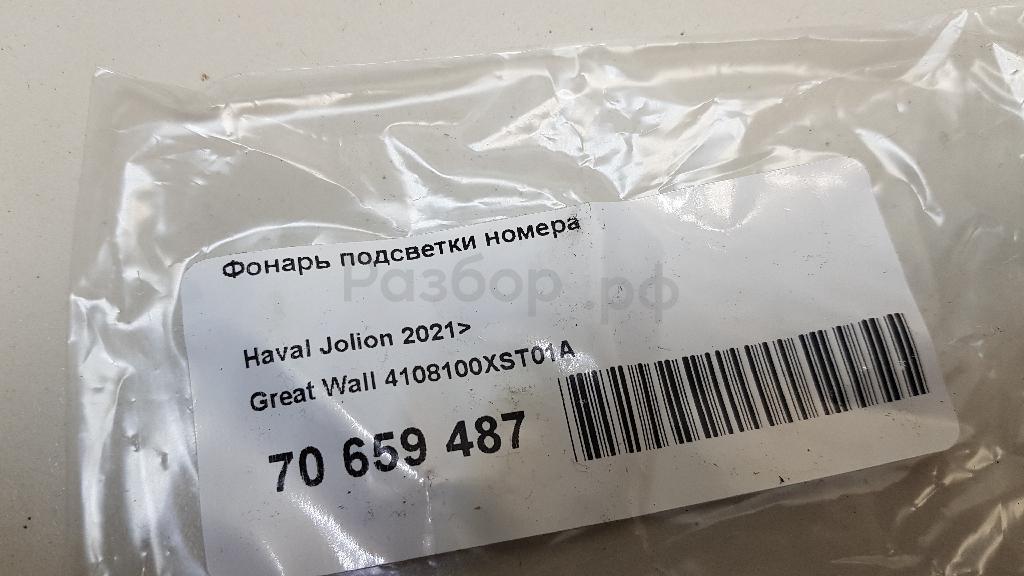 Фонарь подсветки номера
Разбор.рф
Haval Jolion 2021>
Great Wall 4108100XST01A
70 659 487